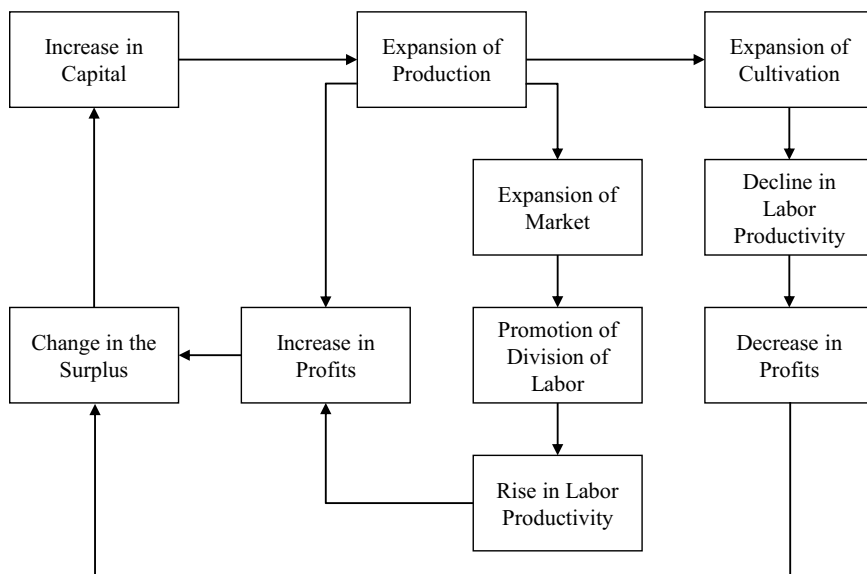 Increase in
Capital
Expansion of
Production
Expansion of
Cultivation
Expansion of
Market
Decline in
Labor
Productivity
Change in the
Surplus
Increase in
Profits
Promotion of
Division of
Labor
Decrease in
Profits
Rise in Labor
Productivity